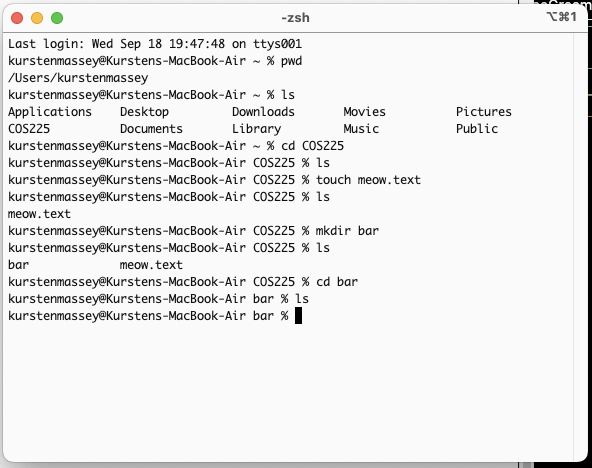 -zsh
⌥⌘1
Last login: Wed Sep 18 19:47:48 on ttys001
kurstenmassey@Kurstens-MacBook-Air ~ % pwd
/Users/kurstenmassey
kurstenmassey@Kurstens-MacBook-Air ~ % ls
Applications    Desktop         Downloads       Movies          Pictures
COS225          Documents       Library         Music           Public
kurstenmassey@Kurstens-MacBook-Air ~ % cd COS225
kurstenmassey@Kurstens-MacBook-Air COS225 % ls
kurstenmassey@Kurstens-MacBook-Air COS225 % touch meow.text
kurstenmassey@Kurstens-MacBook-Air COS225 % ls
meow.text
kurstenmassey@Kurstens-MacBook-Air COS225 % mkdir bar
kurstenmassey@Kurstens-MacBook-Air COS225 % ls
bar             meow.text
kurstenmassey@Kurstens-MacBook-Air COS225 % cd bar
kurstenmassey@Kurstens-MacBook-Air bar % ls
kurstenmassey@Kurstens-MacBook-Air bar %